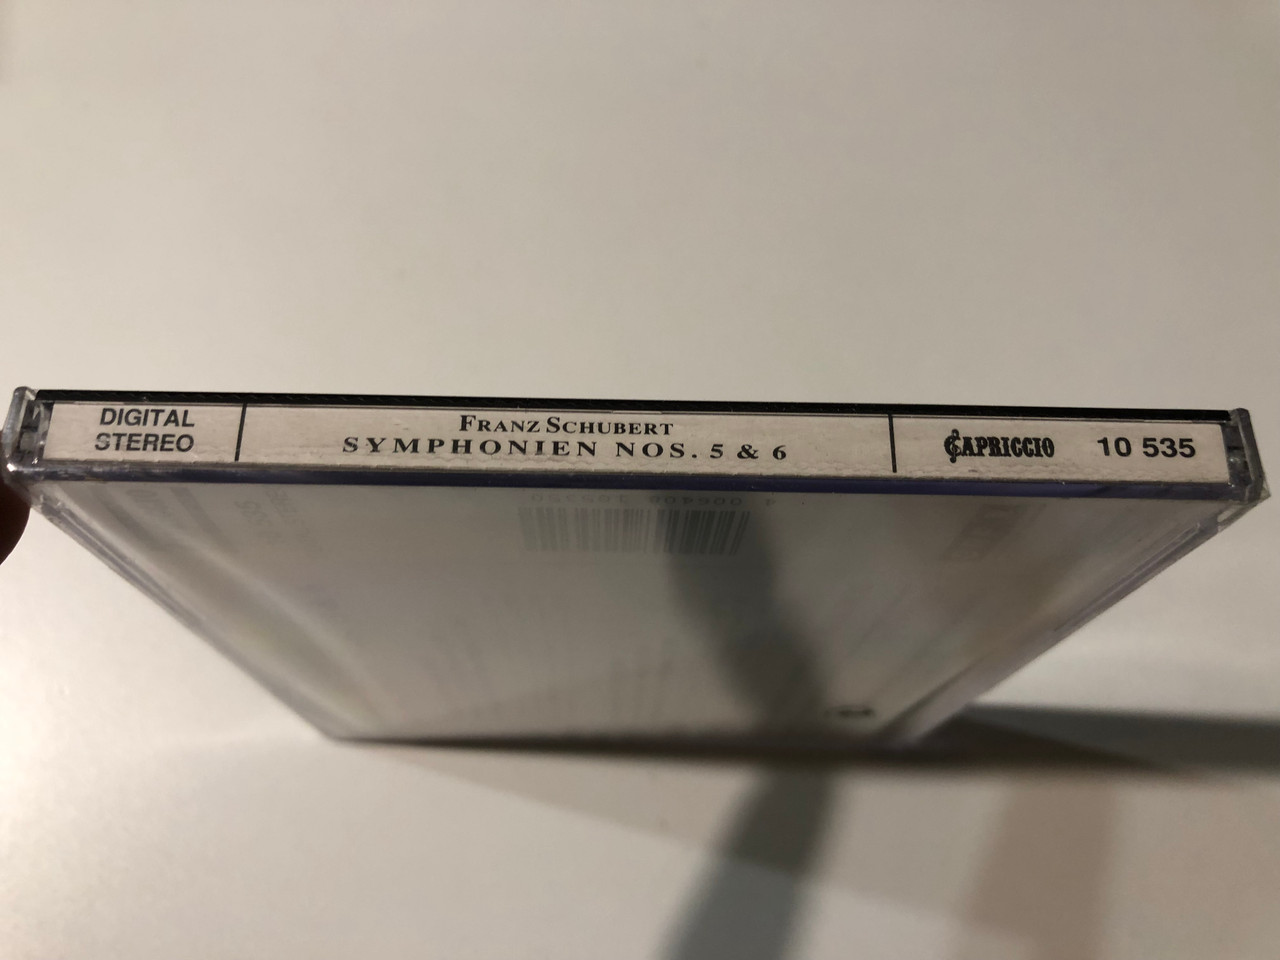 DIGITAL
STEREO
FRANZ SCHUBERT
SYMPHONIEN NOS. 5 & 6
CAPRICCIO
10 535